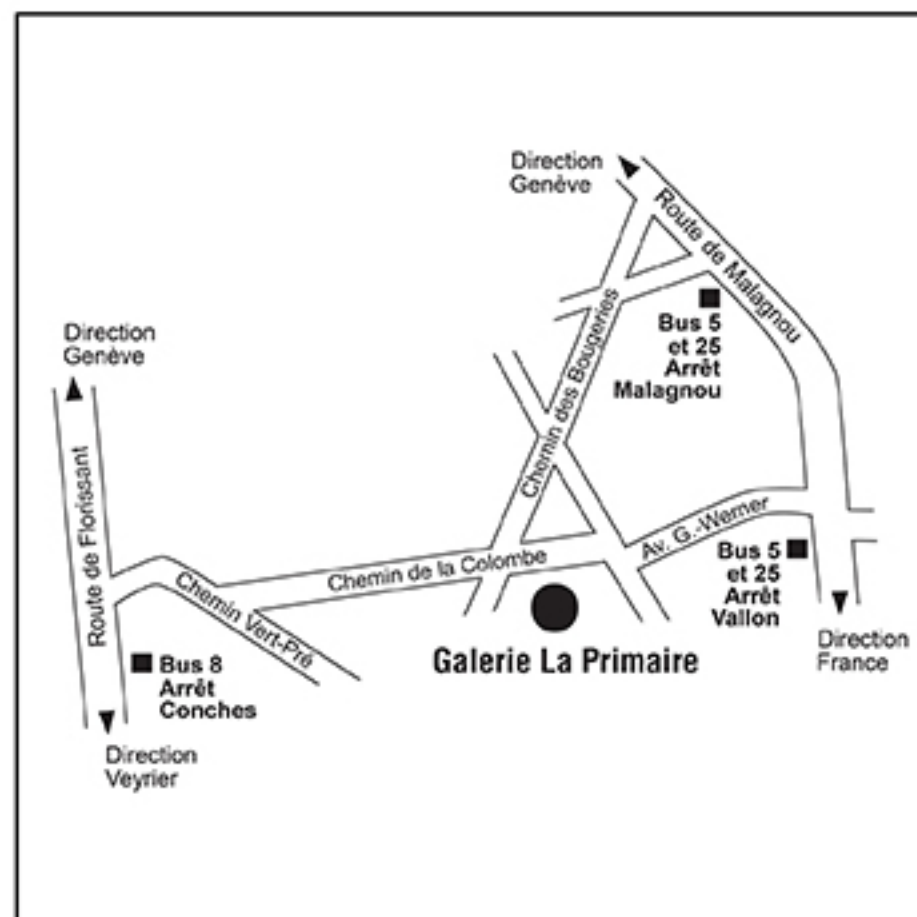 Direction
Genève
Route de Malagnou
Bus 5
et 25
Arrêt
Malagnou
Chemin des Bougeries
Direction
Genève
Route de Florissant
Av. G.-Werner
Bus 5
et 25
Arrêt
Vallon
Chemin de la Colombe
Chemin Vert-Pré
Direction
France
Galerie La Primaire
Bus 8
Arrêt
Conches
Direction
Veyrier